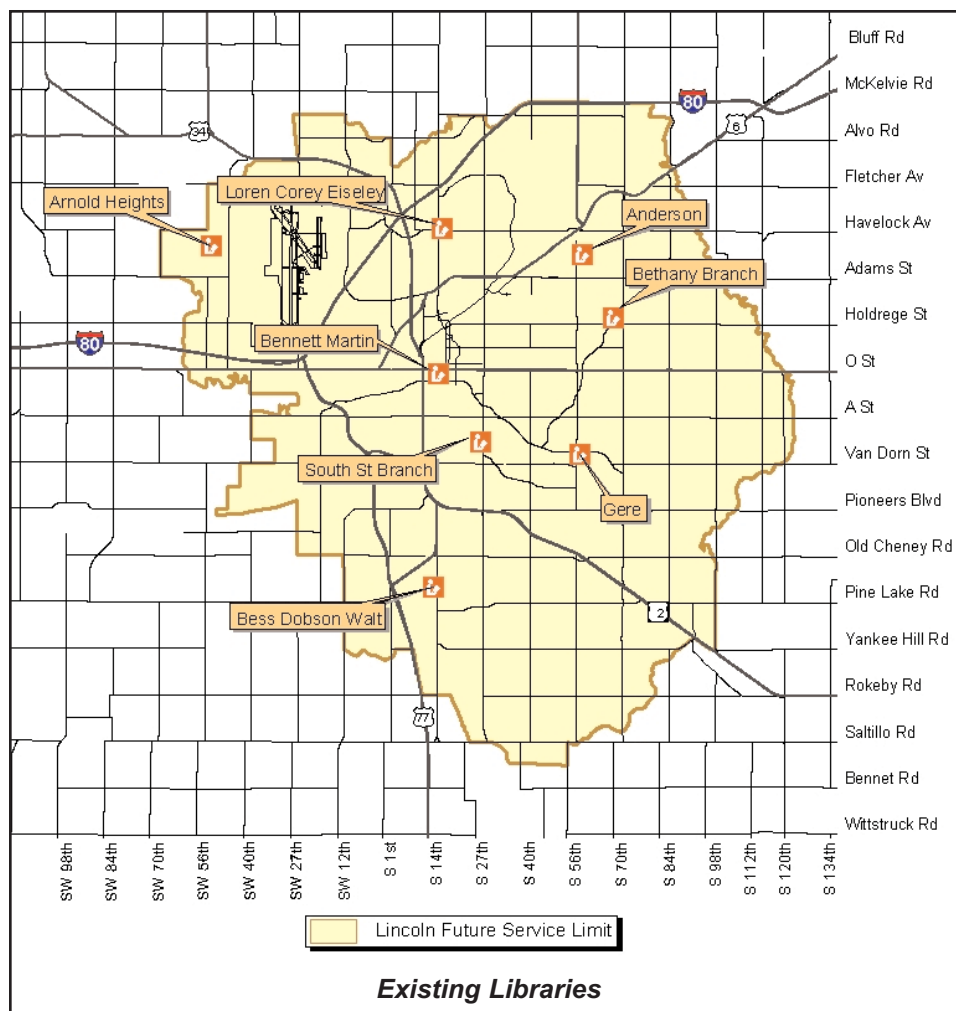 Bluff Rd
80
McKelvie Rd
34
6
Alvo Rd
Fletcher Av
Loren Corey Eiseley
Arnold Heights
Anderson
Havelock Av
Bethany Branch
Adams St
Holdrege St
80
Bennett Martin
O St
A St
South St Branch
Van Dorn St
Gere
Pioneers Blvd
Old Cheney Rd
Pine Lake Rd
Bess Dobson Walt
2
Yankee Hill Rd
Rokeby Rd
77
Saltillo Rd
Bennet Rd
Wittstruck Rd
SW 98th
SW 84th
SW 70th
SW 56th
SW 40th
SW 27th
SW 12th
S 1st
S 14th
S 27th
S 40th
S 56th
S 70th
S 84th
S 98th
S 112th
S 120th
S 134th
Lincoln Future Service Limit
Existing Libraries